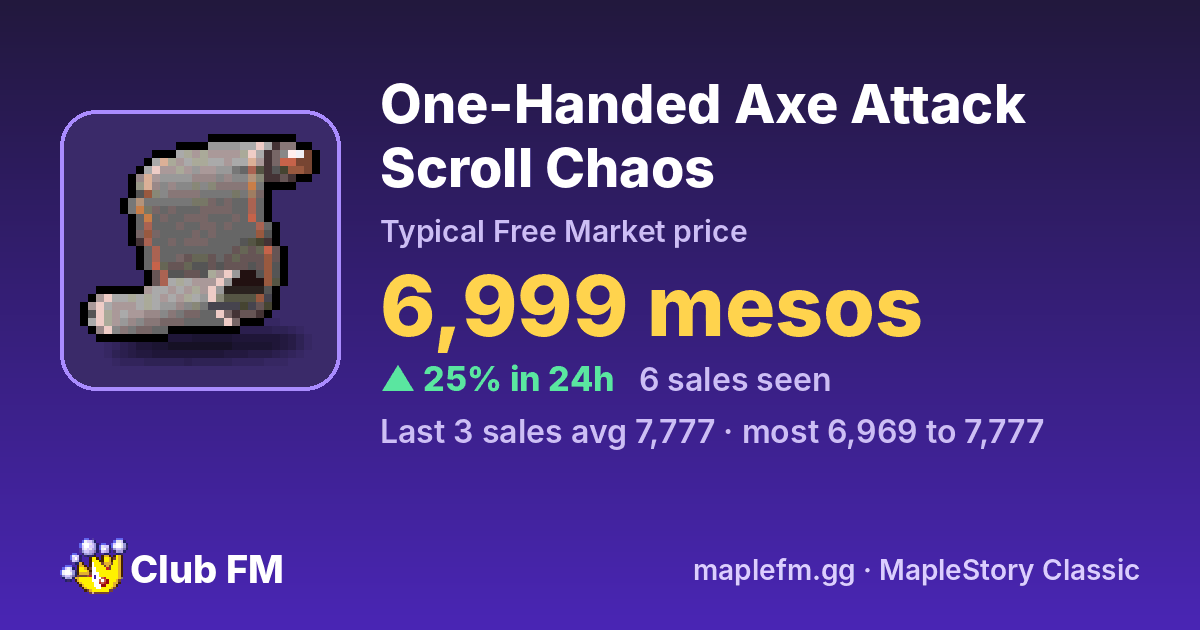 One-Handed Axe Attack
Scroll Chaos
Typical Free Market price
6,999 mesos
▲ 25% in 24h 6 sales seen
Last 3 sales avg 7,777 · most 6,969 to 7,777
Club FM
maplefm.gg · MapleStory Classic